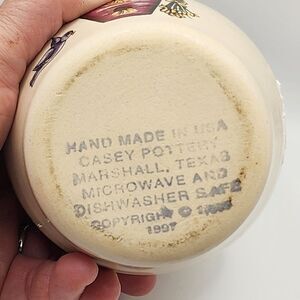 HAND MADE IN USA
CASEY POTTERY
MARSHALL, TEXAS
MICROWAVE AND
DISHWASHER SAFE
COPYRIGHT ©
1997